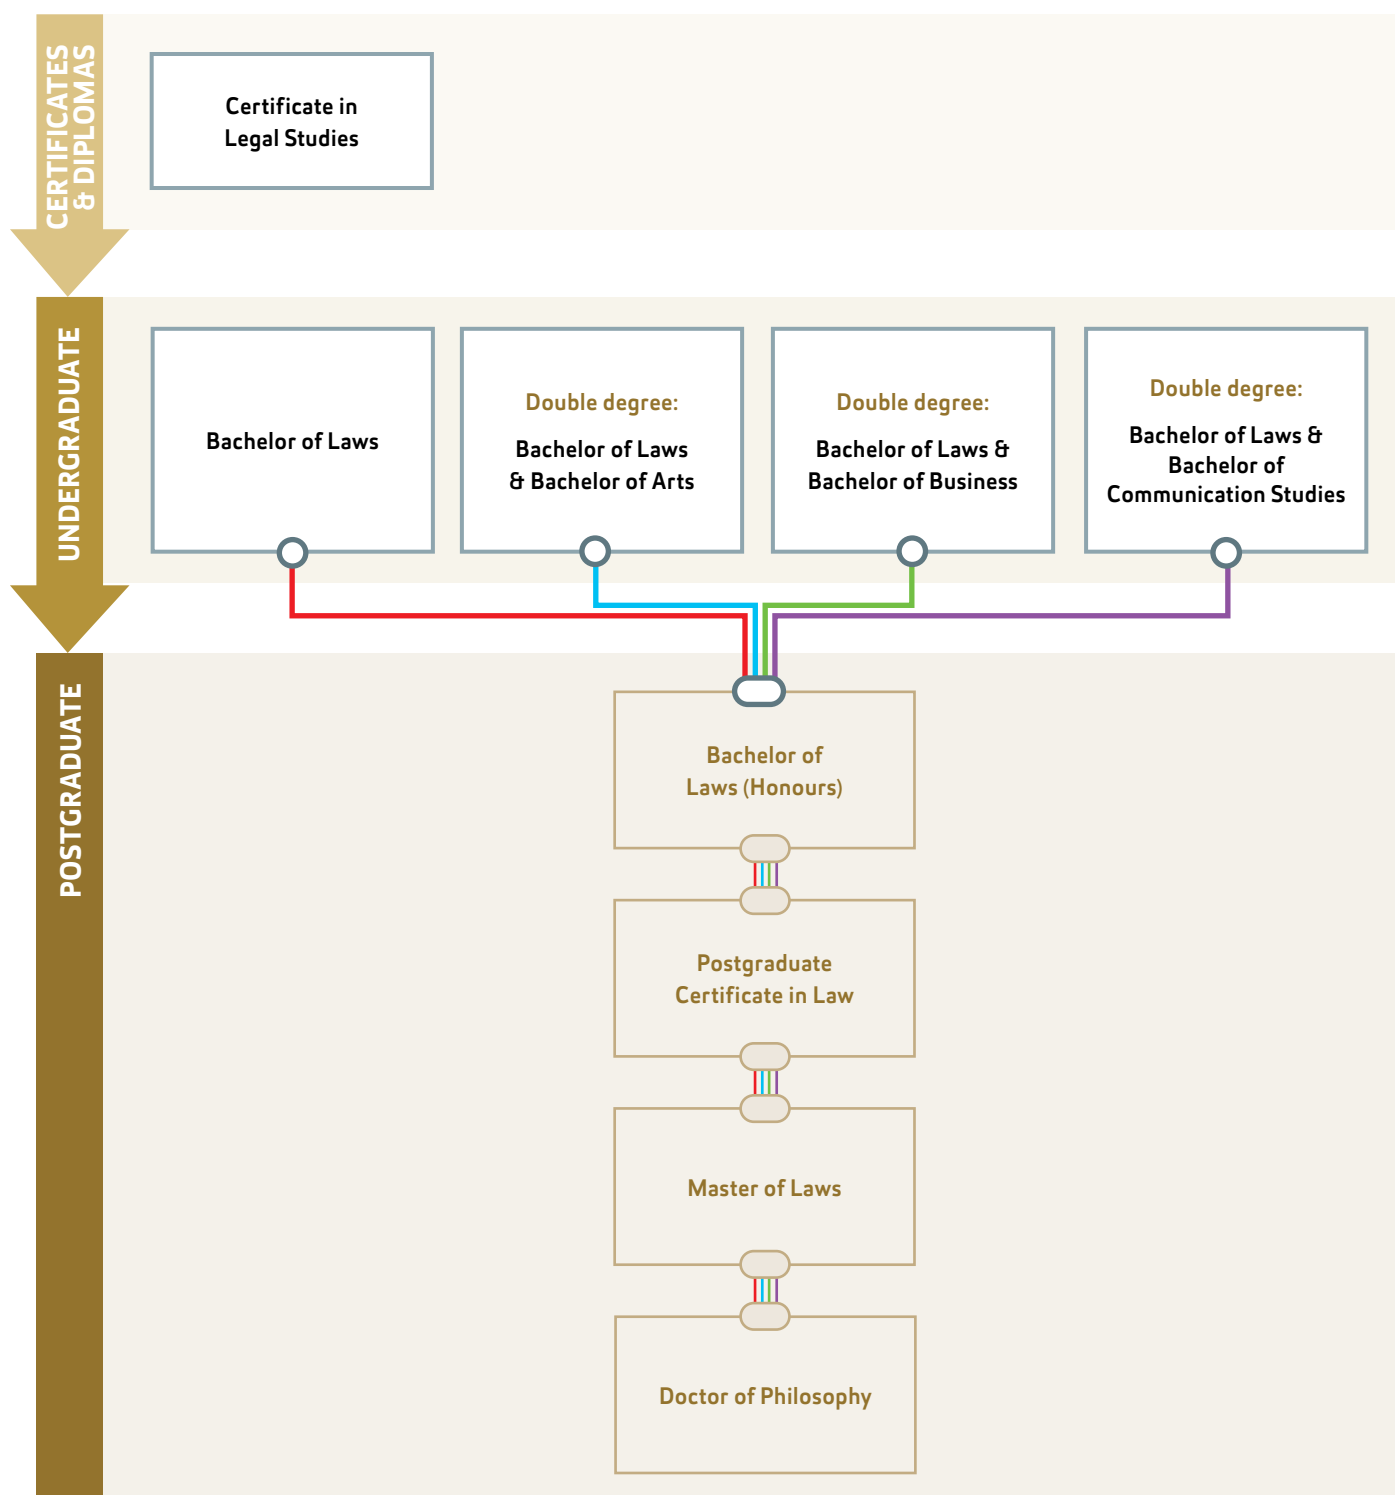 CERTIFICATES
& DIPLOMAS
Certificate in
Legal Studies
UNDERGRADUATE
Bachelor of Laws
Double degree:
Bachelor of Laws
& Bachelor of Arts
Double degree:
Bachelor of Laws &
Bachelor of Business
Double degree:
Bachelor of Laws &
Bachelor of
Communication Studies
POSTGRADUATE
Bachelor of
Laws (Honours)
Postgraduate
Certificate in Law
Master of Laws
Doctor of Philosophy